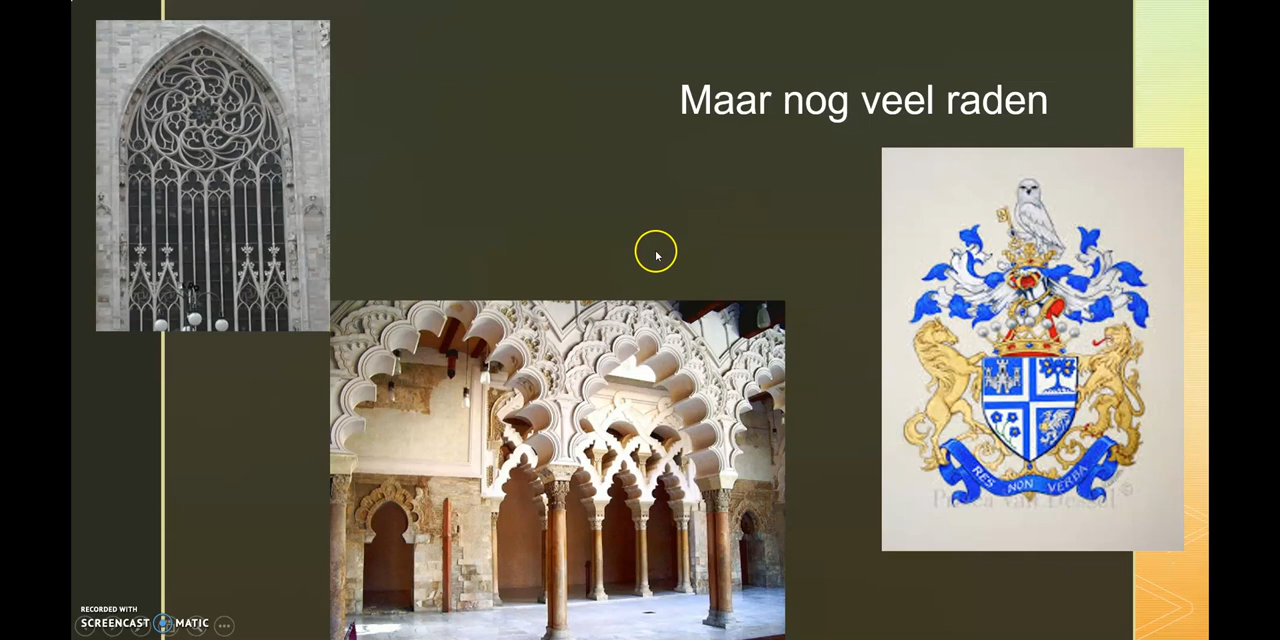 Maar nog veel raden
RES NON VERBA
RECORDED WITH
SCREENCAST MATIC